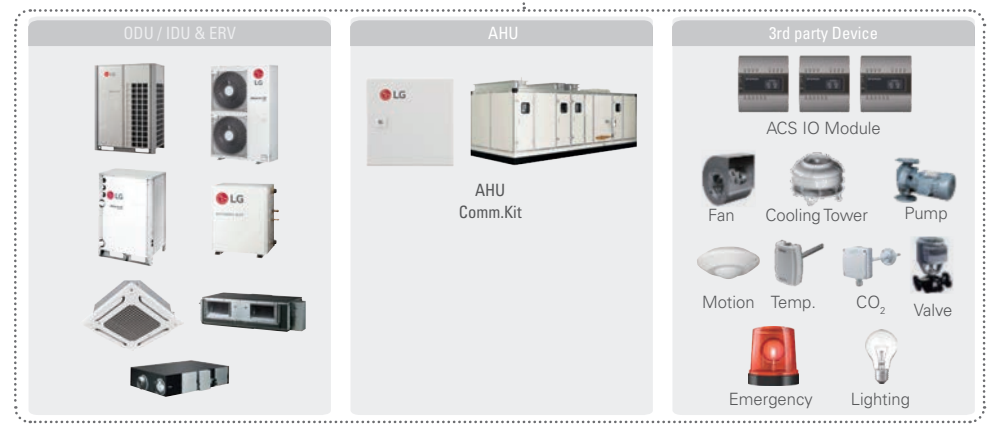 ODU / IDU & ERV
LG
LG
LG
LG
AHU
LG
AHU
Comm.Kit
3rd party Device
ACS IO Module
Fan
Cooling Tower
Pump
Motion
Temp.
CO₂
Valve
Emergency
Lighting